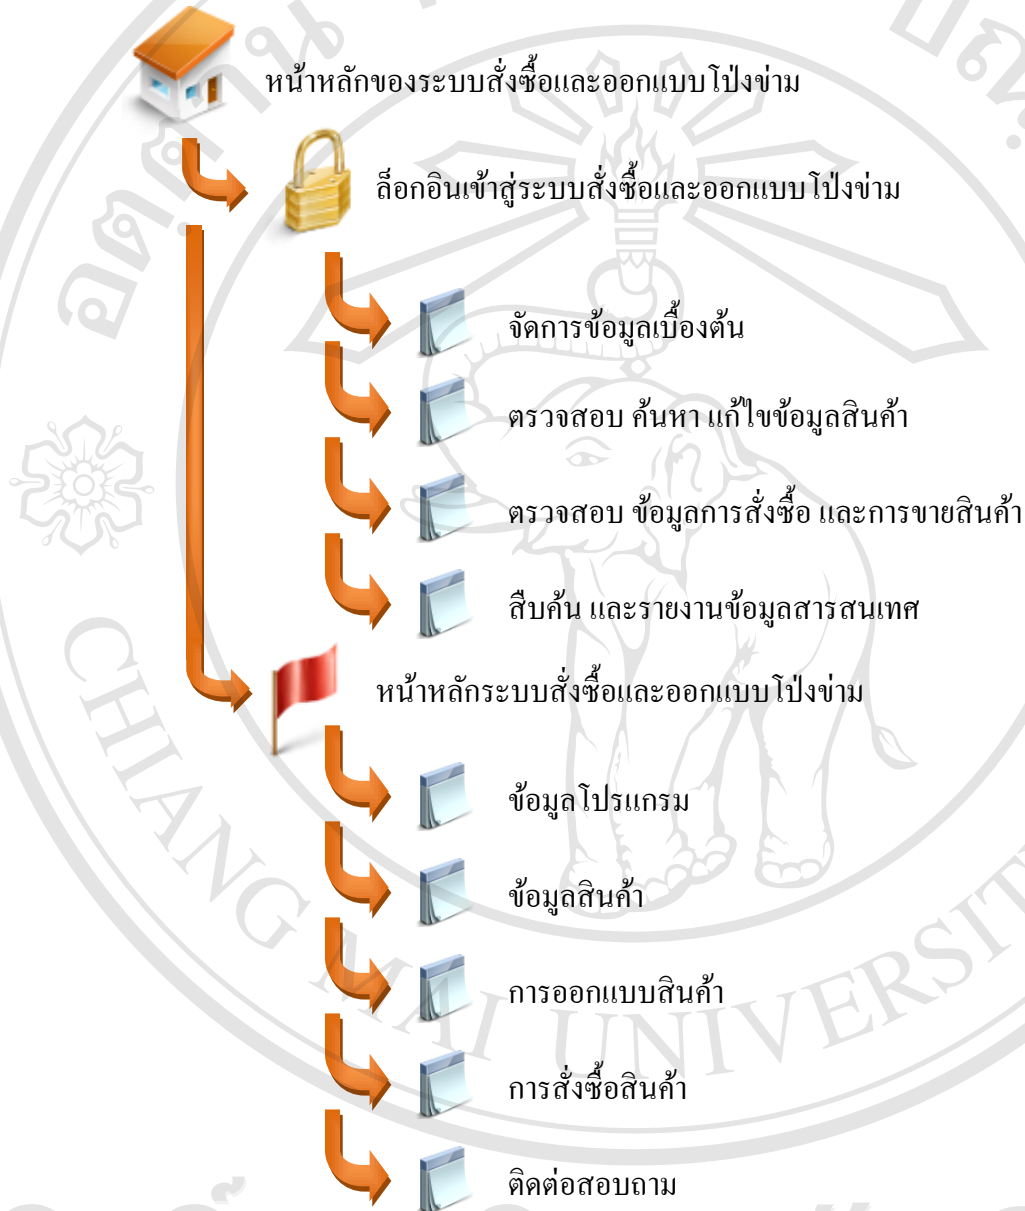 หน้าหลักของระบบสั่งซื้อและออกแบบโป่งข่าม
ล็อกอินเข้าสู่ระบบสั่งซื้อและออกแบบโป่งข่าม
จัดการข้อมูลเบื้องต้น
ตรวจสอบ ค้นหา แก้ไขข้อมูลสินค้า
ตรวจสอบ ข้อมูลการสั่งซื้อ และการขายสินค้า
สืบค้น และรายงานข้อมูลสารสนเทศ
หน้าหลักระบบสั่งซื้อและออกแบบโป่งข่าม
ข้อมูลโปรแกรม
ข้อมูลสินค้า
การออกแบบสินค้า
การสั่งซื้อสินค้า
ติดต่อสอบถาม
CHIANG MAI UNIVERSIT